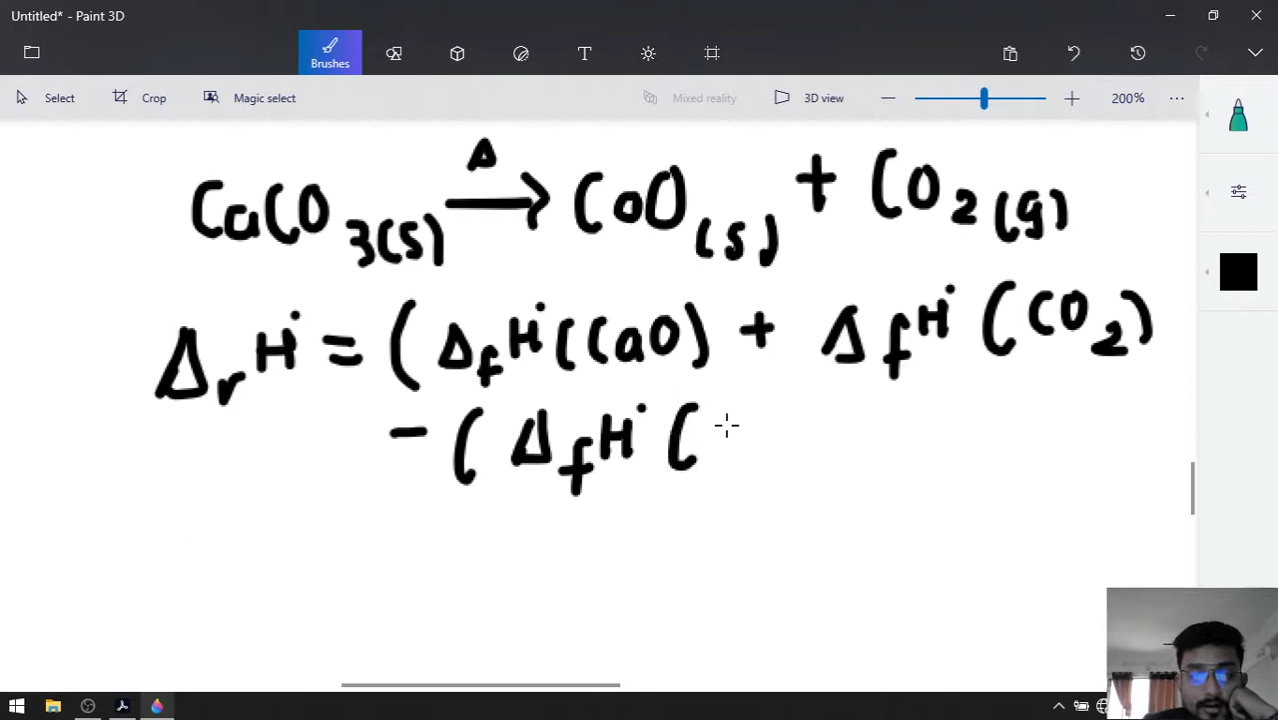 Untitled* - Paint 3D
Brushes
Select Crop Magic select Mixed reality 3D view 200%
Δ
CaCO3(s) → CaO(s) + CO2(g)
ΔrH˙ = (ΔfH˙(CaO) + ΔfH˙(CO2)
- (ΔfH˙(